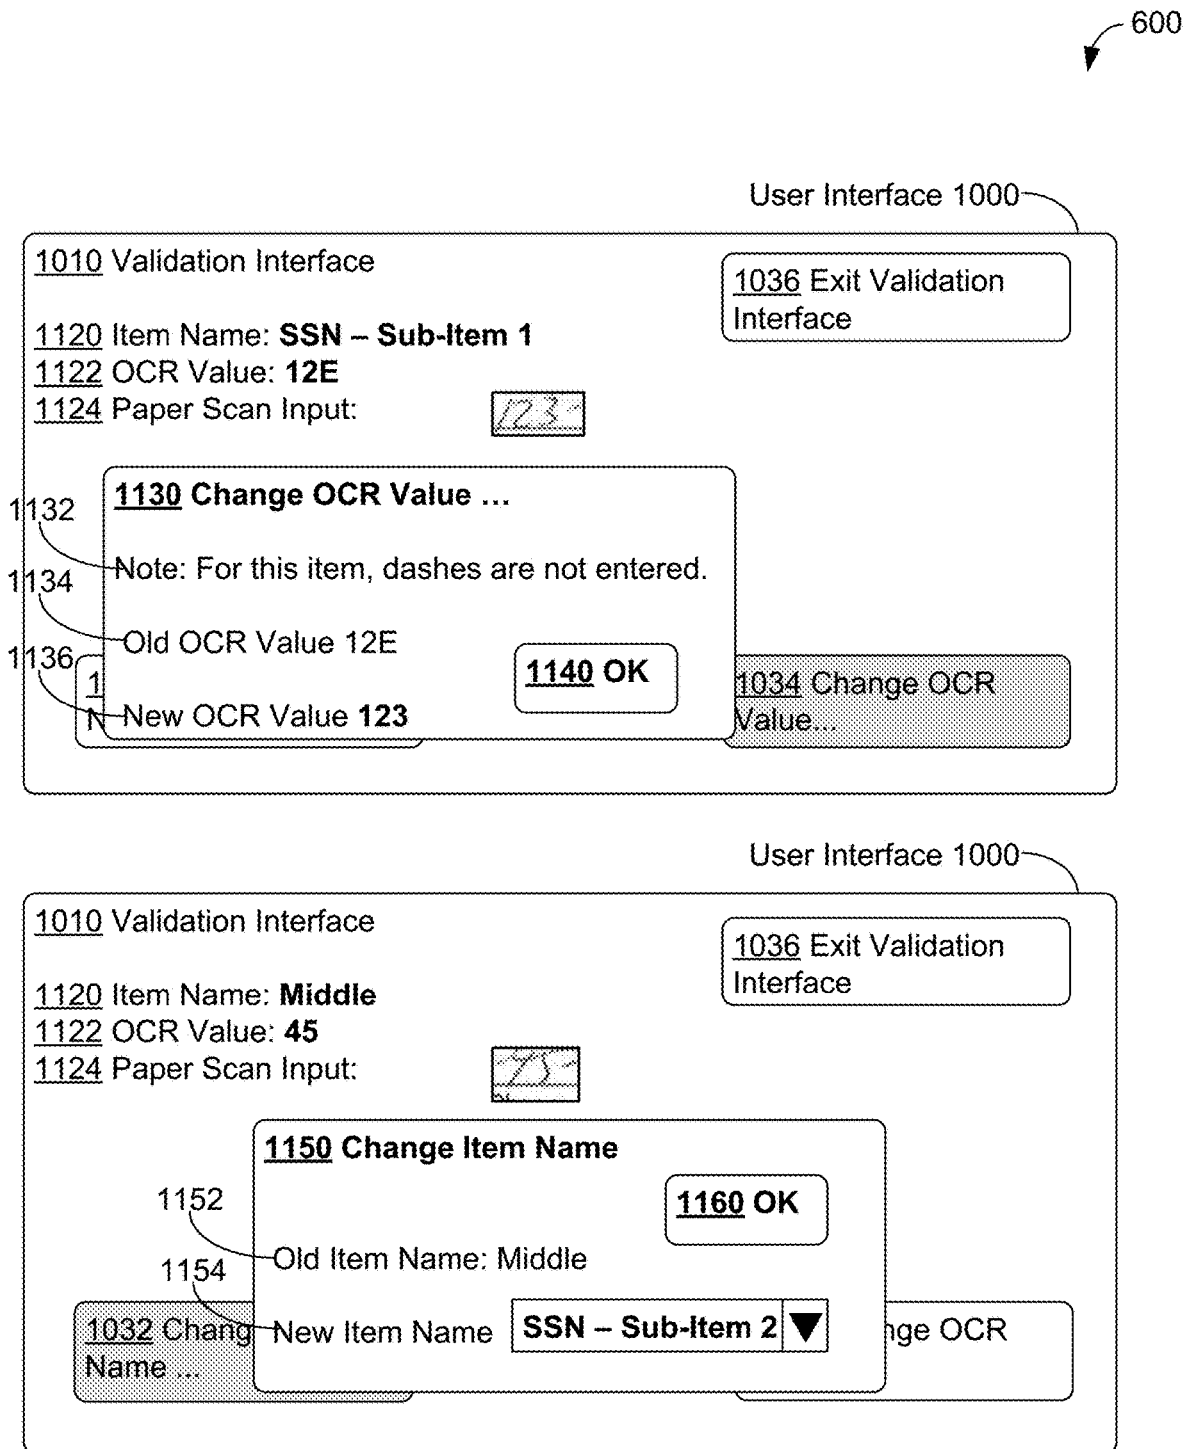 600
User Interface 1000
1010 Validation Interface
1036 Exit Validation
Interface
1120 Item Name: SSN – Sub-Item 1
1122 OCR Value: 12E
1124 Paper Scan Input:
123-
1130 Change OCR Value ...
1132
Note: For this item, dashes are not entered.
1134
Old OCR Value 12E
1136
1140 OK
1
N
New OCR Value 123
1034 Change OCR
Value...
User Interface 1000
1010 Validation Interface
1036 Exit Validation
Interface
1120 Item Name: Middle
1122 OCR Value: 45
1124 Paper Scan Input:
45-
1150 Change Item Name
1160 OK
1152
Old Item Name: Middle
1154
1032 Chang
Name ...
New Item Name SSN – Sub-Item 2
nge OCR